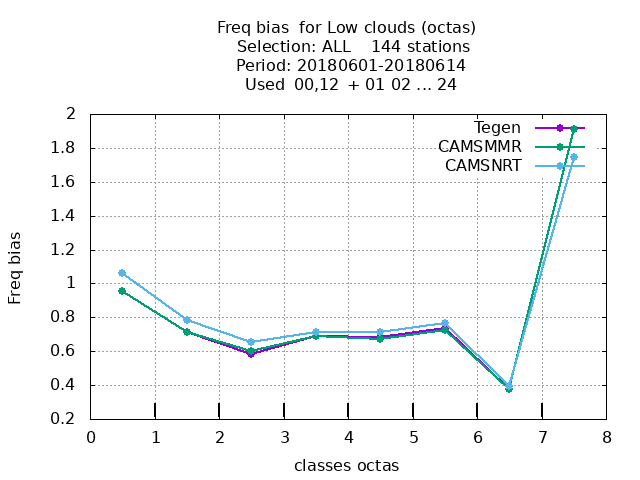 Freq bias  for Low clouds (octas)
Selection: ALL    144 stations
Period: 20180601-20180614
Used  00,12  + 01 02 ... 24
Tegen
CAMSMMR
CAMSNRT
2
1.8
1.6
1.4
1.2
1
0.8
0.6
0.4
0.2
Freq bias
0 1 2 3 4 5 6 7 8
classes octas